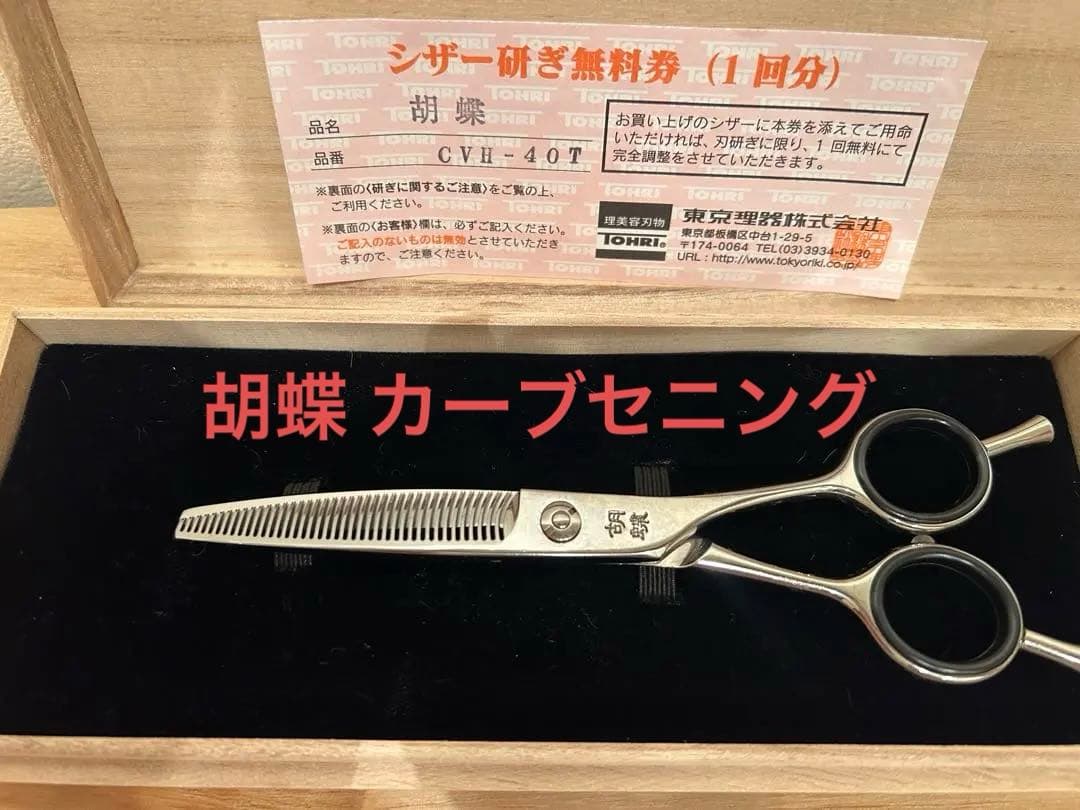 シザー研ぎ無料券(1回分)
品名 胡蝶
品番 CVH-40T
お買い上げのシザーに本券を添えてご用命
いただければ、刃研ぎに限り、1回無料にて
完全調整をさせていただきます。
※裏面の〈研ぎに関するご注意〉をご覧の上、
ご利用ください。
※裏面の〈お客様〉欄は、必ずご記入ください。
ご記入のないものは無効とさせていただき
ますので、ご注意ください。
理美容刃物
TOHRI®
東京理器株式会社
東京都板橋区中台1-29-5
〒174-0064 TEL(03)3934-0130
URL : http://www.tokyoriki.co.jp/
胡蝶 カーブセニング
胡蝶